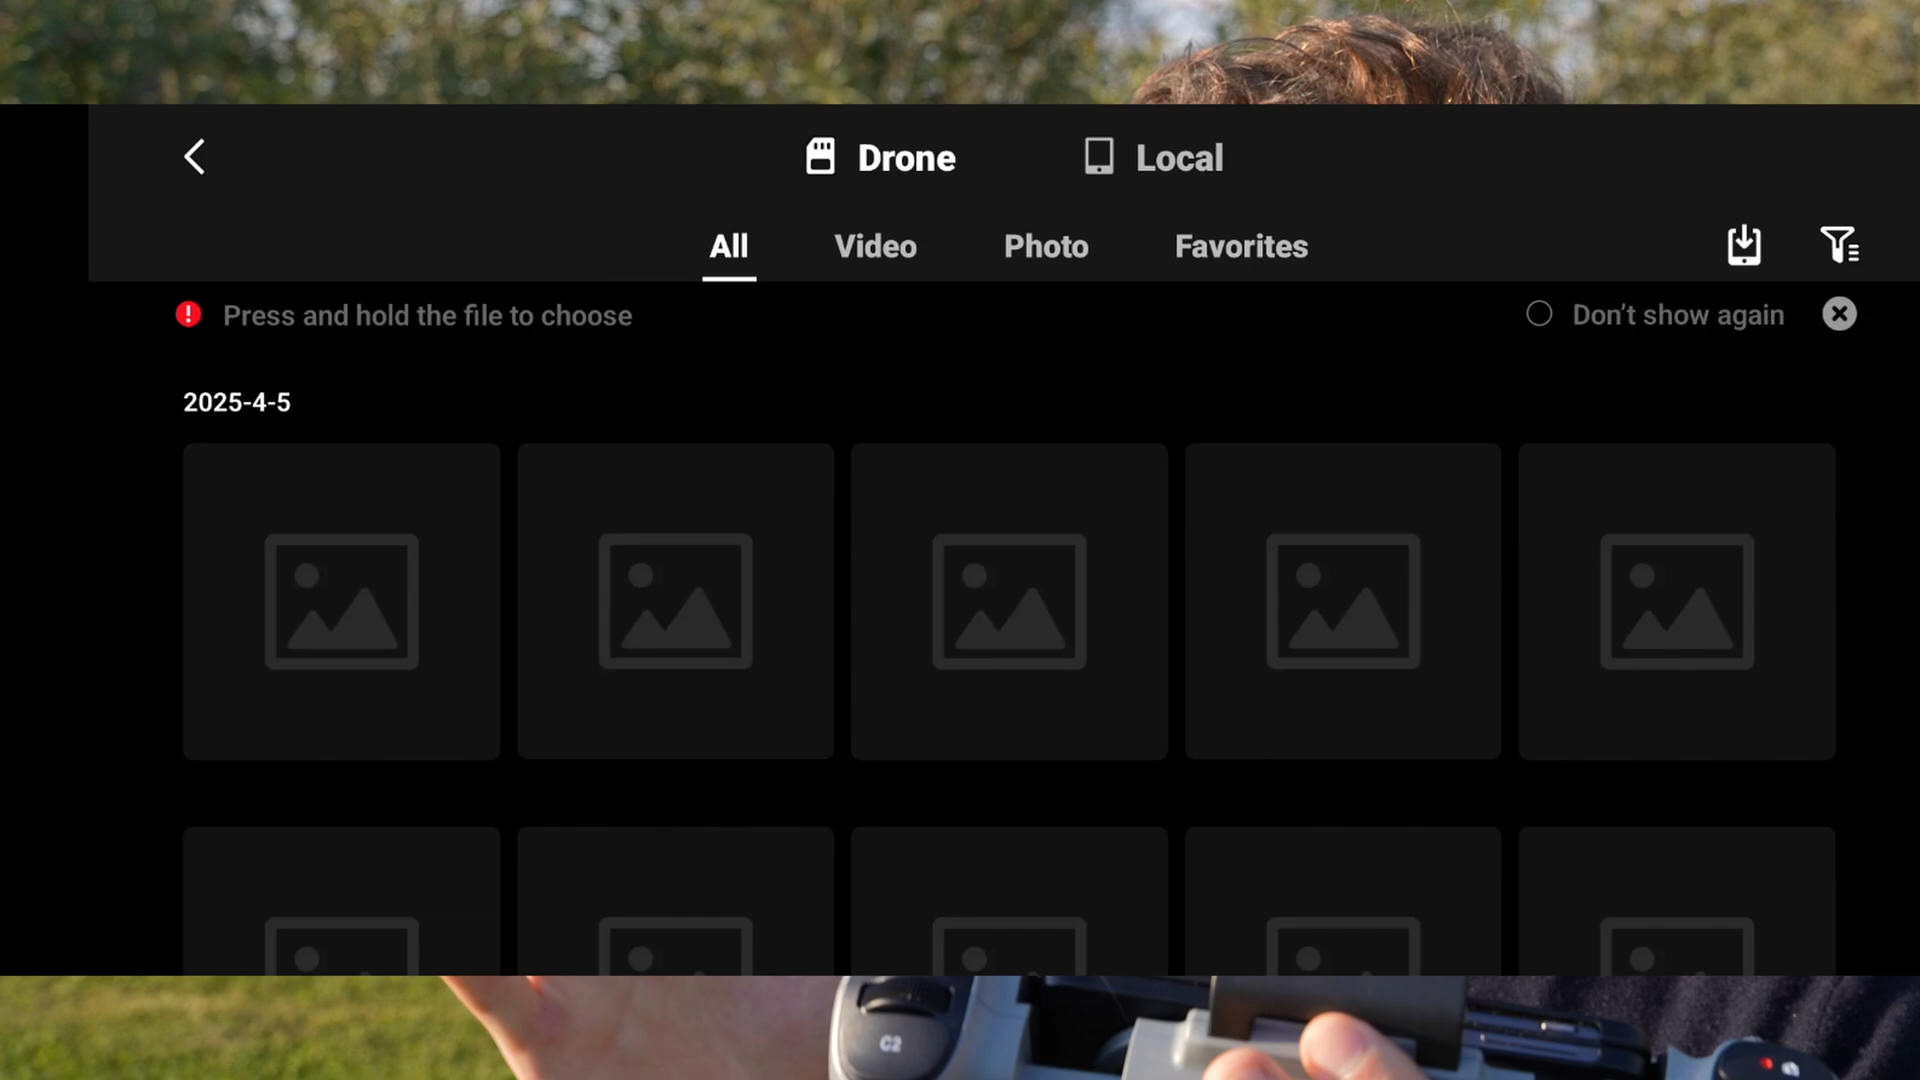 Drone Local
All Video Photo Favorites
Press and hold the file to choose
Don’t show again
2025-4-5
C2